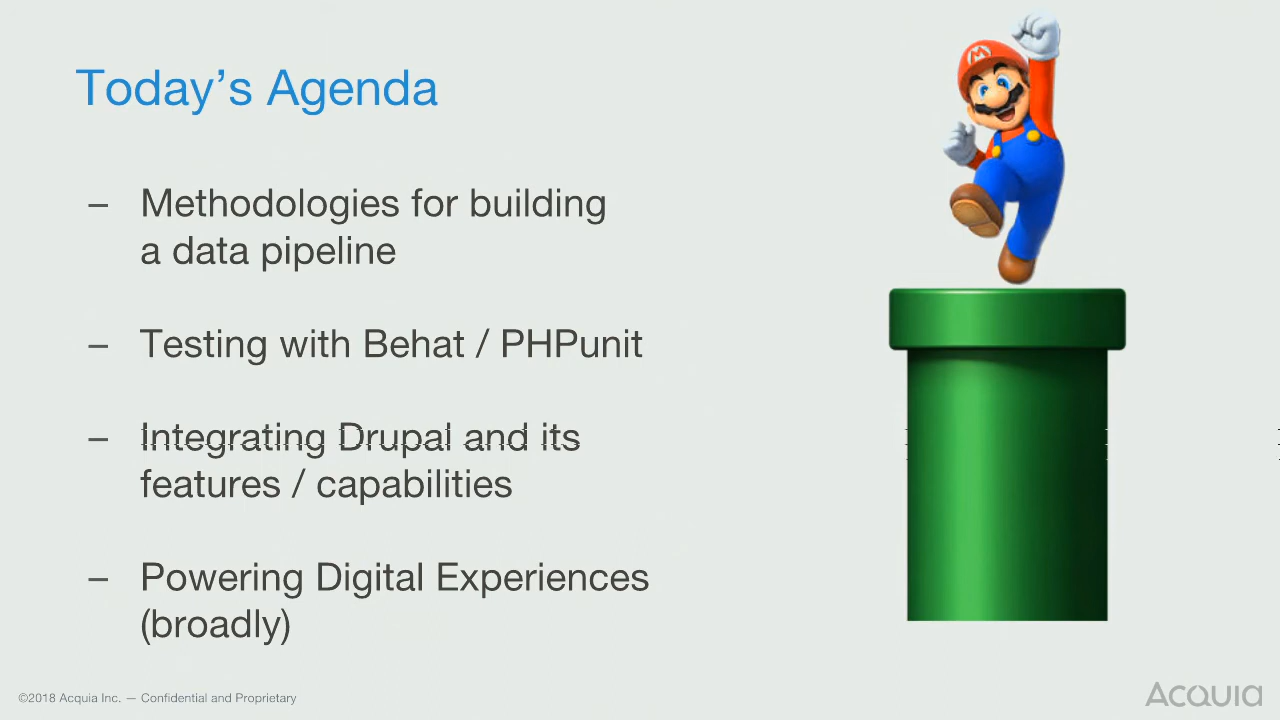 Today’s Agenda
– Methodologies for building
a data pipeline
– Testing with Behat / PHPunit
– Integrating Drupal and its
features / capabilities
– Powering Digital Experiences
(broadly)
©2018 Acquia Inc. — Confidential and Proprietary
Acquia
M